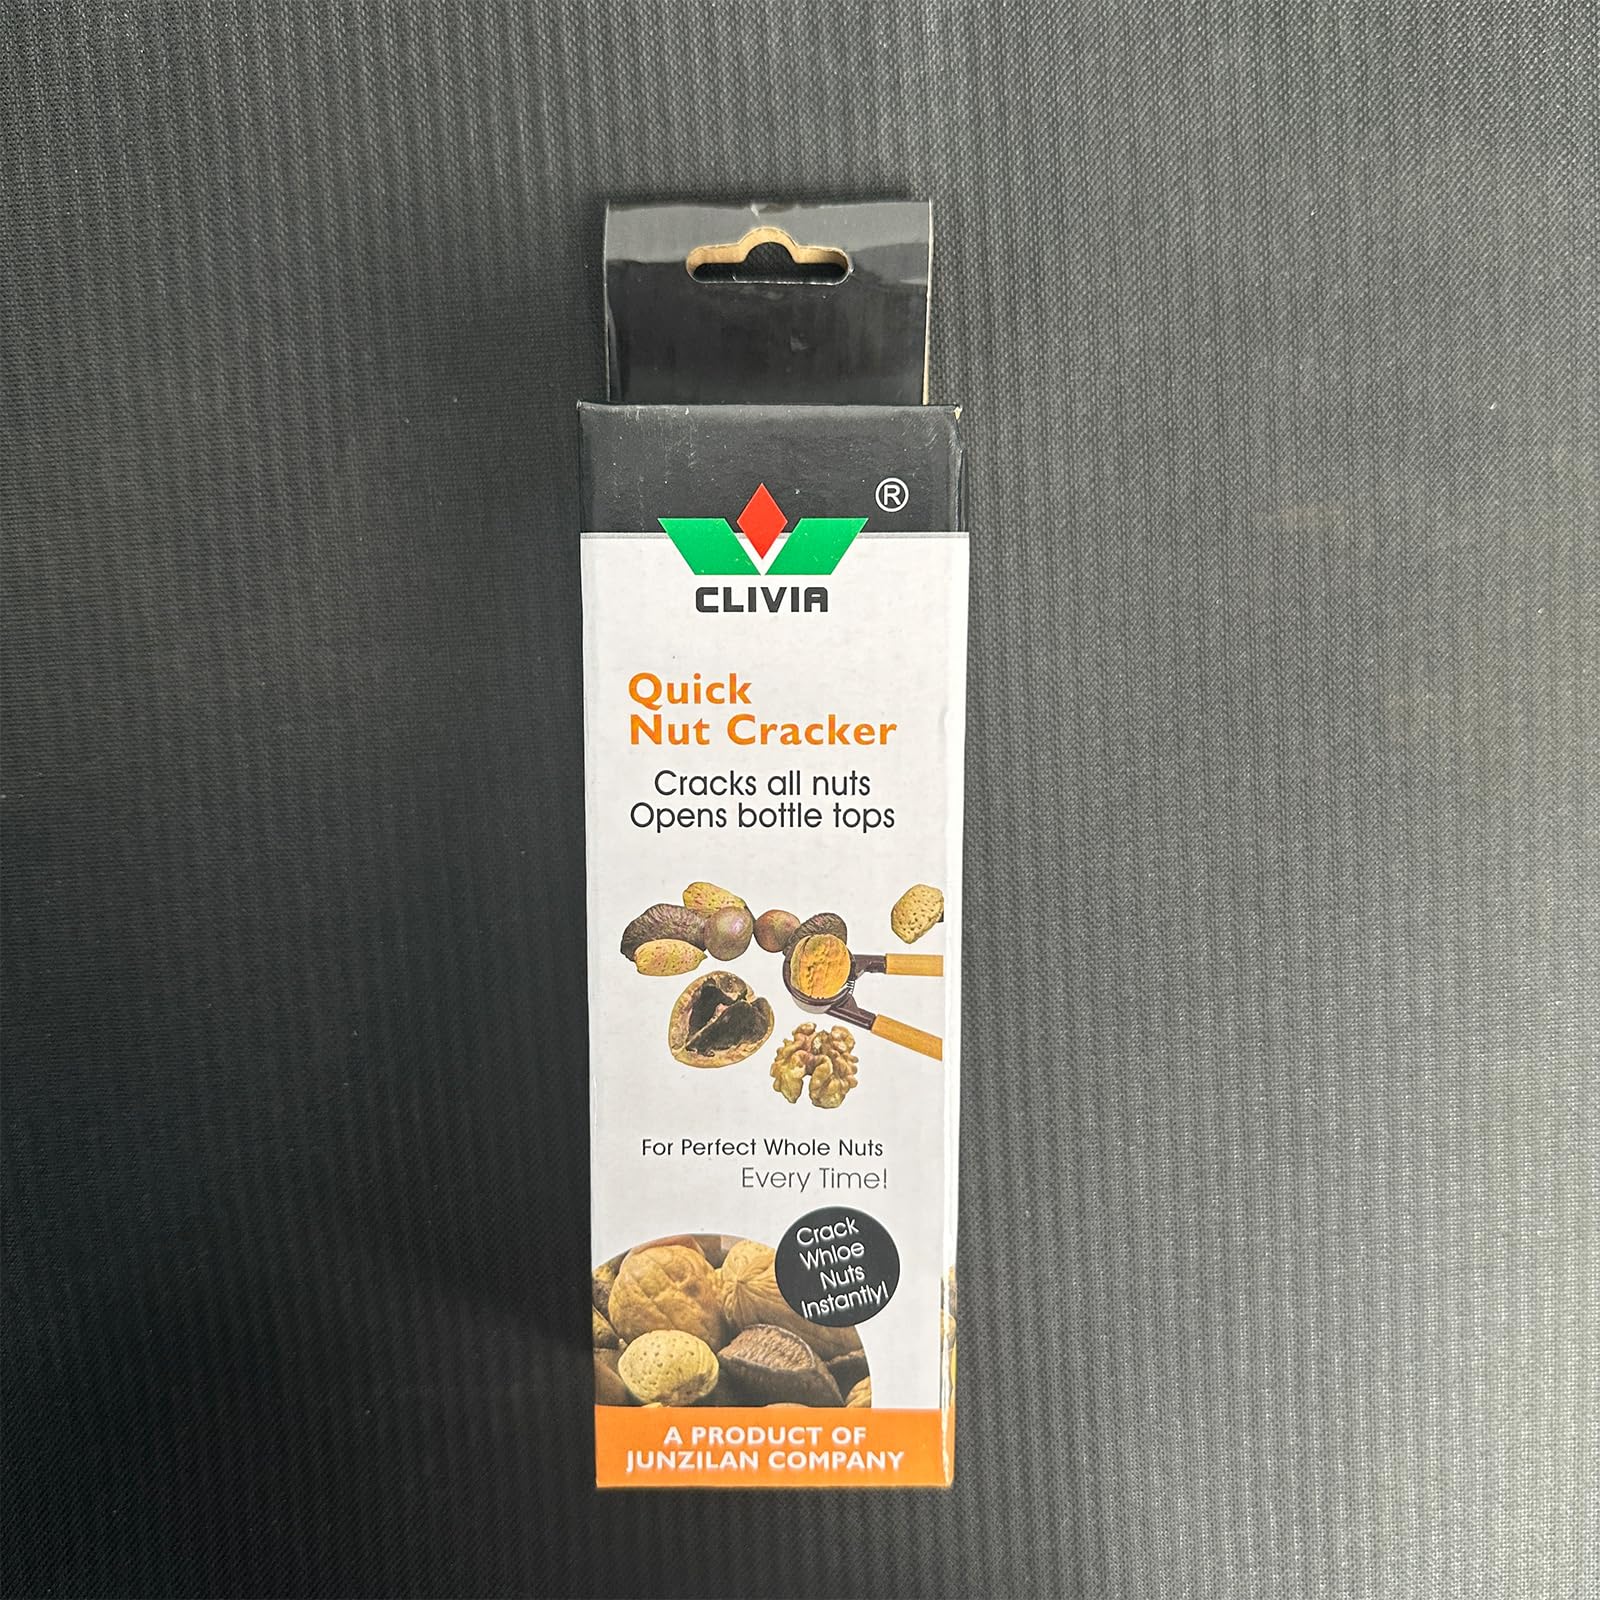 ®
CLIVIA
Quick
Nut Cracker
Cracks all nuts
Opens bottle tops
For Perfect Whole Nuts
Every Time!
Crack
Whloe
Nuts
Instantly!
A PRODUCT OF
JUNZILAN COMPANY